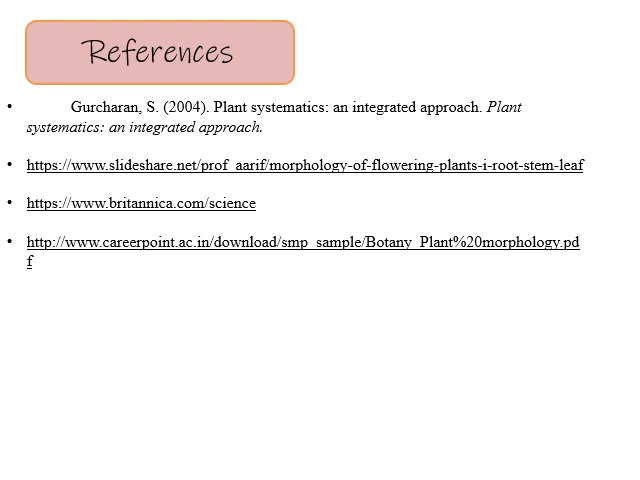 References
• Gurcharan, S. (2004). Plant systematics: an integrated approach. Plant
systematics: an integrated approach.
• https://www.slideshare.net/prof_aarif/morphology-of-flowering-plants-i-root-stem-leaf
• https://www.britannica.com/science
• http://www.careerpoint.ac.in/download/smp_sample/Botany_Plant%20morphology.pd
f